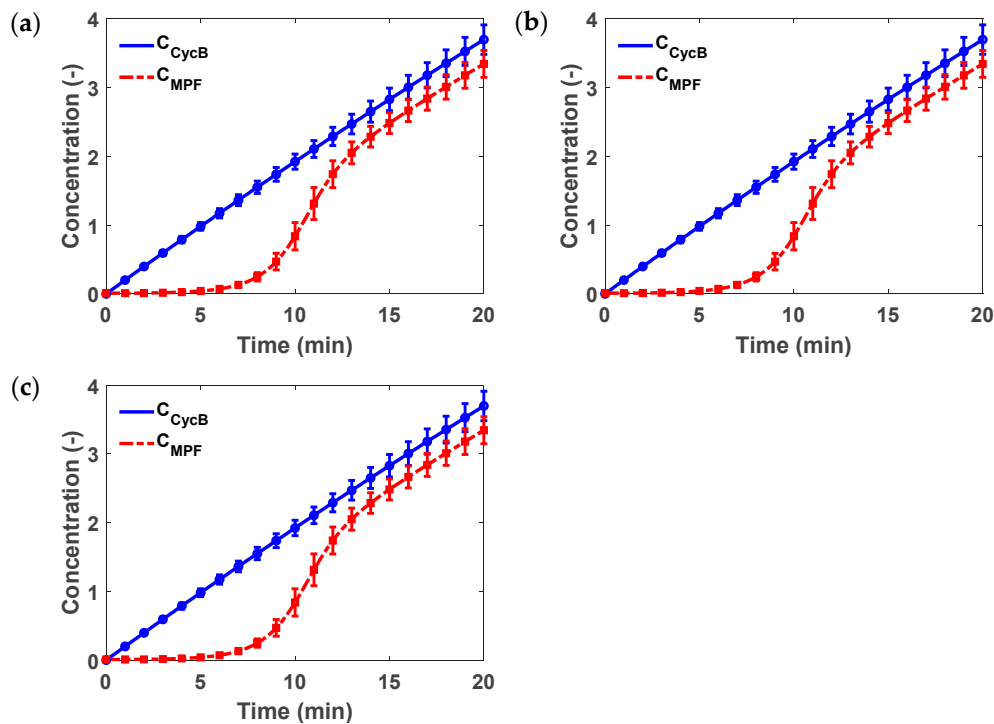 (a)
4
3
2
1
0
Concentration (-)
C_CycB
C_MPF
0 5 10 15 20
Time (min)
(b)
4
3
2
1
0
Concentration (-)
C_CycB
C_MPF
0 5 10 15 20
Time (min)
(c)
4
3
2
1
0
Concentration (-)
C_CycB
C_MPF
0 5 10 15 20
Time (min)